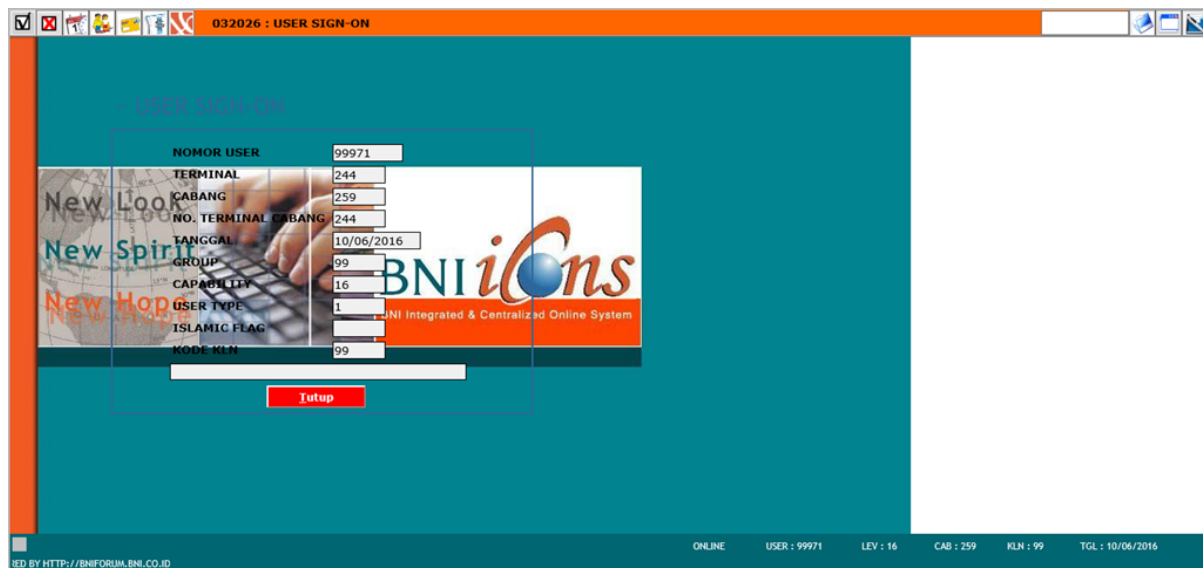 032026 : USER SIGN-ON
- USER SIGN-ON
NOMOR USER 99971
TERMINAL 244
CABANG 259
NO. TERMINAL CABANG 244
TANGGAL 10/06/2016
GROUP 99
CAPABILITY 16
USER TYPE 1
ISLAMIC FLAG
KODE KLN 99
Tutup
New Look
New Spirit
New Hope
BNI iCons
BNI Integrated & Centralized Online System
ONLINE USER : 99971 LEV : 16 CAB : 259 KLN : 99 TGL : 10/06/2016
RED BY HTTP://BNIFORUM.BNI.CO.ID